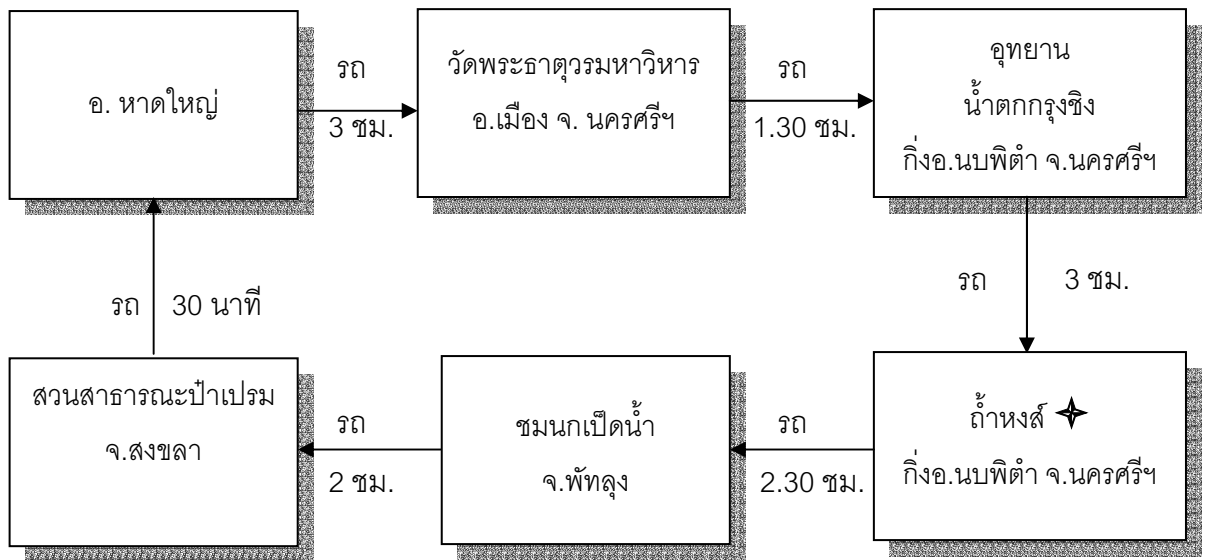 อ. หาดใหญ่
รถ
3 ชม.
วัดพระธาตุวรมหาวิหาร
อ.เมือง จ. นครศรีฯ
รถ
1.30 ชม.
อุทยาน
น้ำตกกรุงชิง
กิ่งอ.นบพิตำ จ.นครศรีฯ
รถ 3 ชม.
ถ้ำหงส์
กิ่งอ.นบพิตำ จ.นครศรีฯ
รถ
2.30 ชม.
ชมนกเป็ดน้ำ
จ.พัทลุง
รถ
2 ชม.
สวนสาธารณะป๋าเปรม
จ.สงขลา
รถ 30 นาที